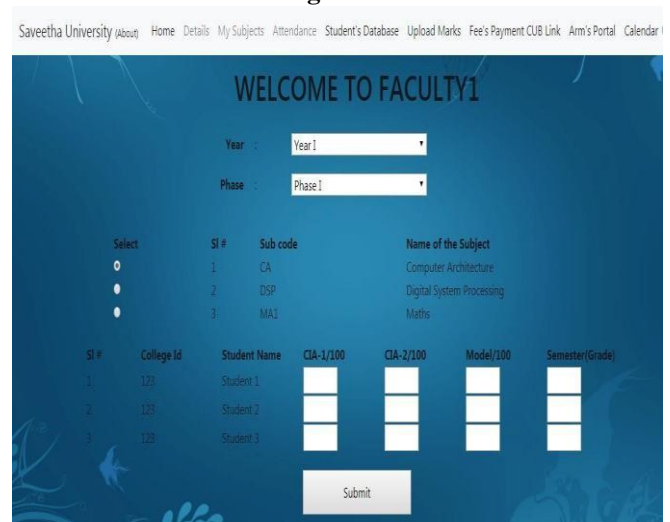 Saveetha University (About) Home Details My Subjects Attendance Student's Database Upload Marks Fee's Payment CUB Link Arm's Portal Calendar
WELCOME TO FACULTY1
Year : Year I
Phase : Phase I
Select Sl # Sub code Name of the Subject
1 CA Computer Architecture
2 DSP Digital System Processing
3 MA1 Maths
Sl # College Id Student Name CIA-1/100 CIA-2/100 Model/100 Semester(Grade)
1 123 Student 1
2 123 Student 2
3 123 Student 3
Submit